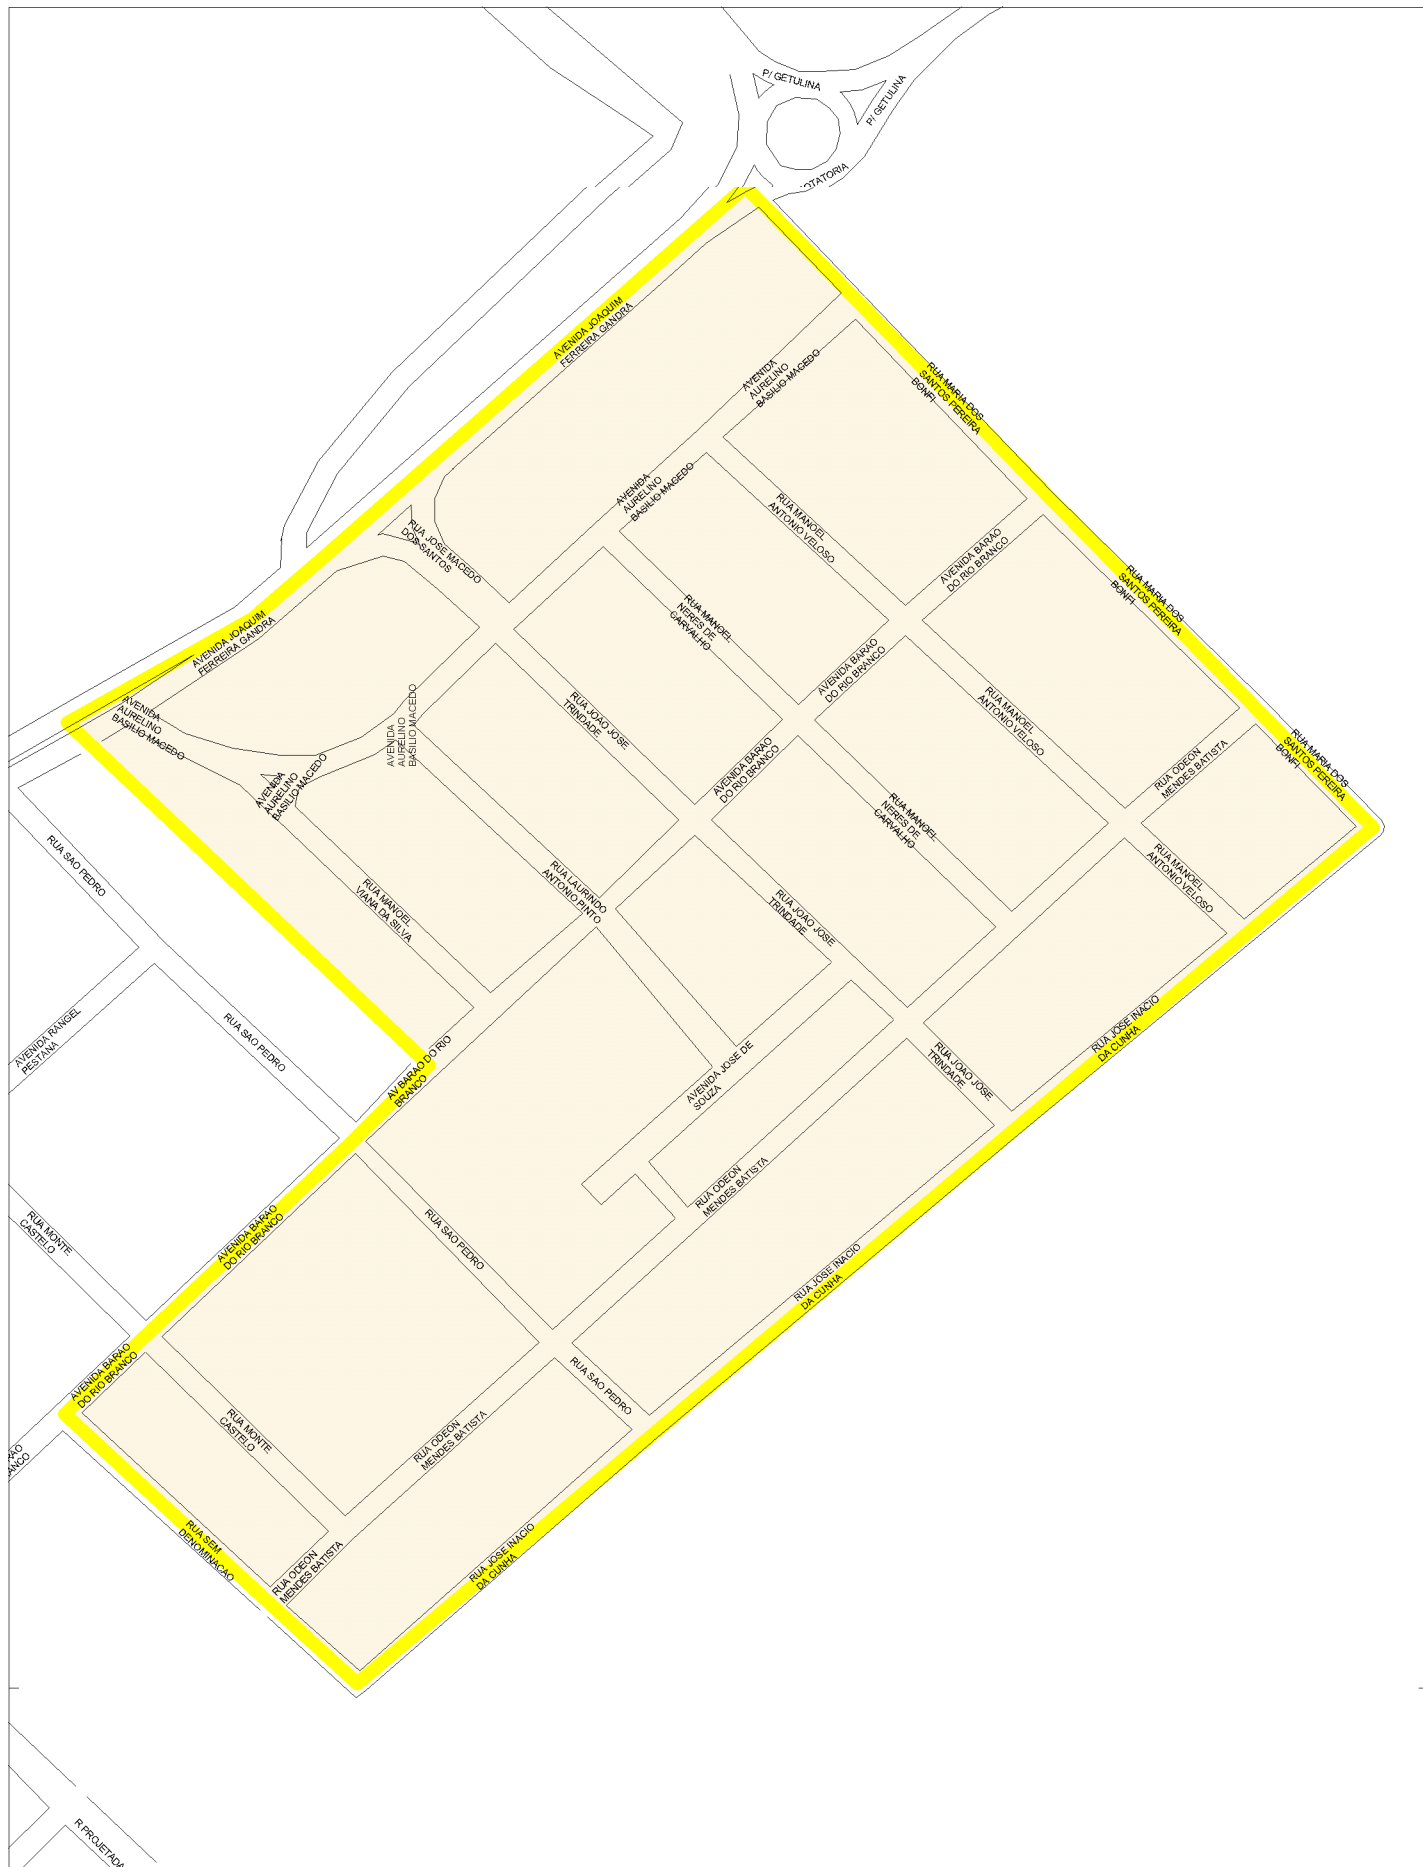 P/ GETULINA
P/ GETULINA
OTATORIA
AVENIDA JOAQUIM
FERREIRA GANDRA
AVENIDA
AURELINO
BASILIO MACEDO
RUA MARIA DOS
SANTOS PEREIRA
BONFI
AVENIDA
AURELINO
BASILIO MACEDO
RUA MANOEL
ANTONIO VELOSO
RUA JOSE MACEDO
DOS SANTOS
AVENIDA BARAO
DO RIO BRANCO
RUA MARIA DOS
SANTOS PEREIRA
BONFI
RUA MANOEL
NERES DE
CARVALHO
AVENIDA JOAQUIM
FERREIRA GANDRA
AVENIDA BARAO
DO RIO BRANCO
RUA MANOEL
ANTONIO VELOSO
AVENIDA
AURELINO
BASILIO MACEDO
AVENIDA
AURELINO
BASILIO MACEDO
RUA JOAO JOSE
TRINDADE
AVENIDA BARAO
DO RIO BRANCO
RUA ODEON
MENDES BATISTA
RUA MARIA DOS
SANTOS PEREIRA
BONFI
AVENIDA
AURELINO
BASILIO MACEDO
RUA MANOEL
NERES DE
CARVALHO
RUA SAO PEDRO
RUA MANOEL
VIANA DA SILVA
RUA LAURINDO
ANTONIO PINTO
RUA JOAO JOSE
TRINDADE
RUA MANOEL
ANTONIO VELOSO
AVENIDA RANGEL
PESTANA
RUA SAO PEDRO
AV BARAO DO RIO
BRANCO
AVENIDA JOSE DE
SOUZA
RUA JOAO JOSE
TRINDADE
RUA JOSE INACIO
DA CUNHA
RUA MONTE
CASTELO
AVENIDA BARAO
DO RIO BRANCO
RUA SAO PEDRO
RUA ODEON
MENDES BATISTA
RUA JOSE INACIO
DA CUNHA
AVENIDA BARAO
DO RIO BRANCO
RUA MONTE
CASTELO
RUA ODEON
MENDES BATISTA
RUA SAO PEDRO
RAO
ANCO
RUA SEM
DENOMINACAO
RUA ODEON
MENDES BATISTA
RUA JOSE INACIO
DA CUNHA
R PROJETADA